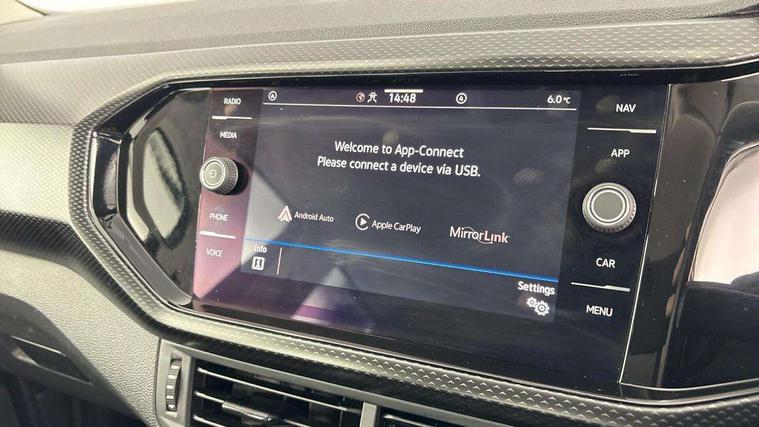 RADIO
MEDIA
PHONE
VOICE
14:48
6.0°C
Welcome to App-Connect
Please connect a device via USB.
Android Auto
Apple CarPlay
MirrorLink
Info
Settings
NAV
APP
CAR
MENU